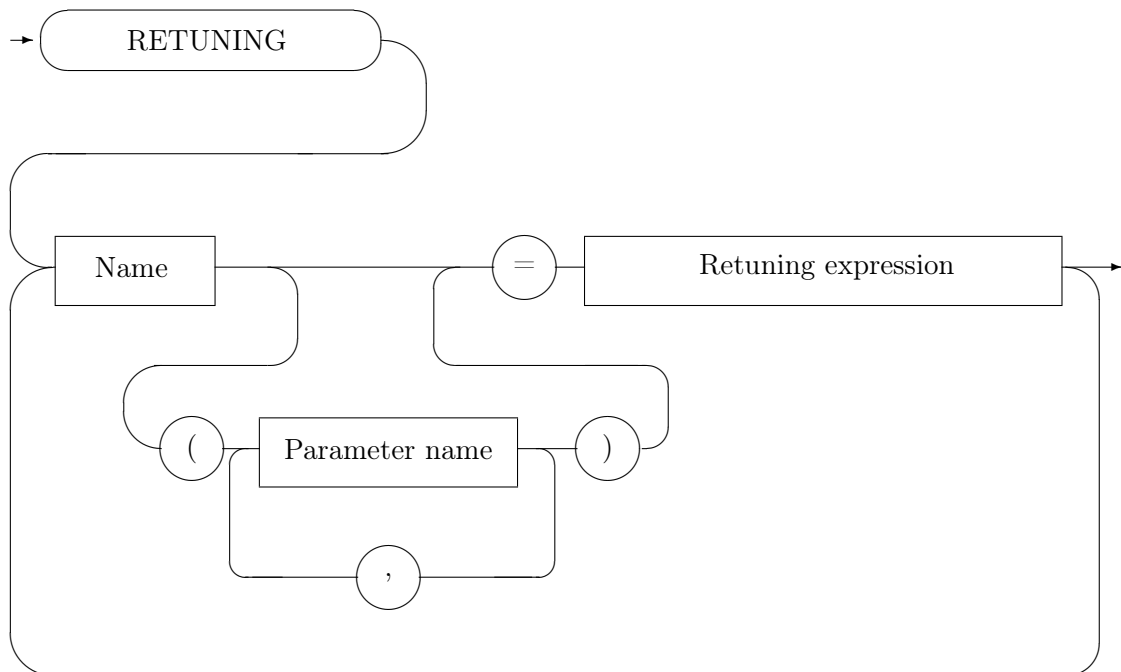 RETUNING
Name = Retuning expression
( Parameter name )
,